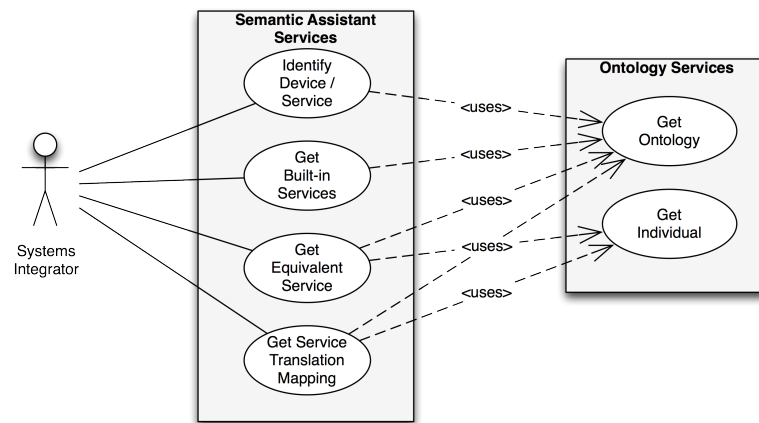 Semantic Assistant
Services
Identify
Device /
Service
Get
Built-in
Services
Get
Equivalent
Service
Get Service
Translation
Mapping
Systems
Integrator
<uses>
<uses>
<uses>
<uses>
<uses>
Ontology Services
Get
Ontology
Get
Individual